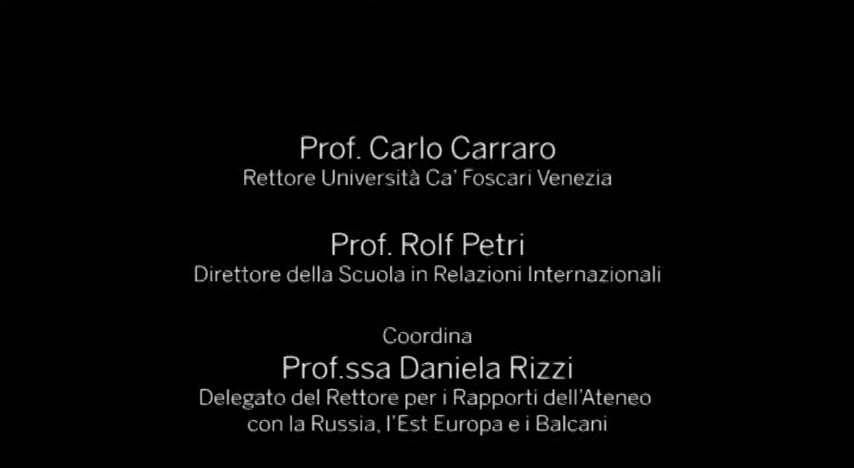 Prof. Carlo Carraro
Rettore Università Ca' Foscari Venezia
Prof. Rolf Petri
Direttore della Scuola in Relazioni Internazionali
Coordina
Prof.ssa Daniela Rizzi
Delegato del Rettore per i Rapporti dell'Ateneo
con la Russia, l'Est Europa e i Balcani